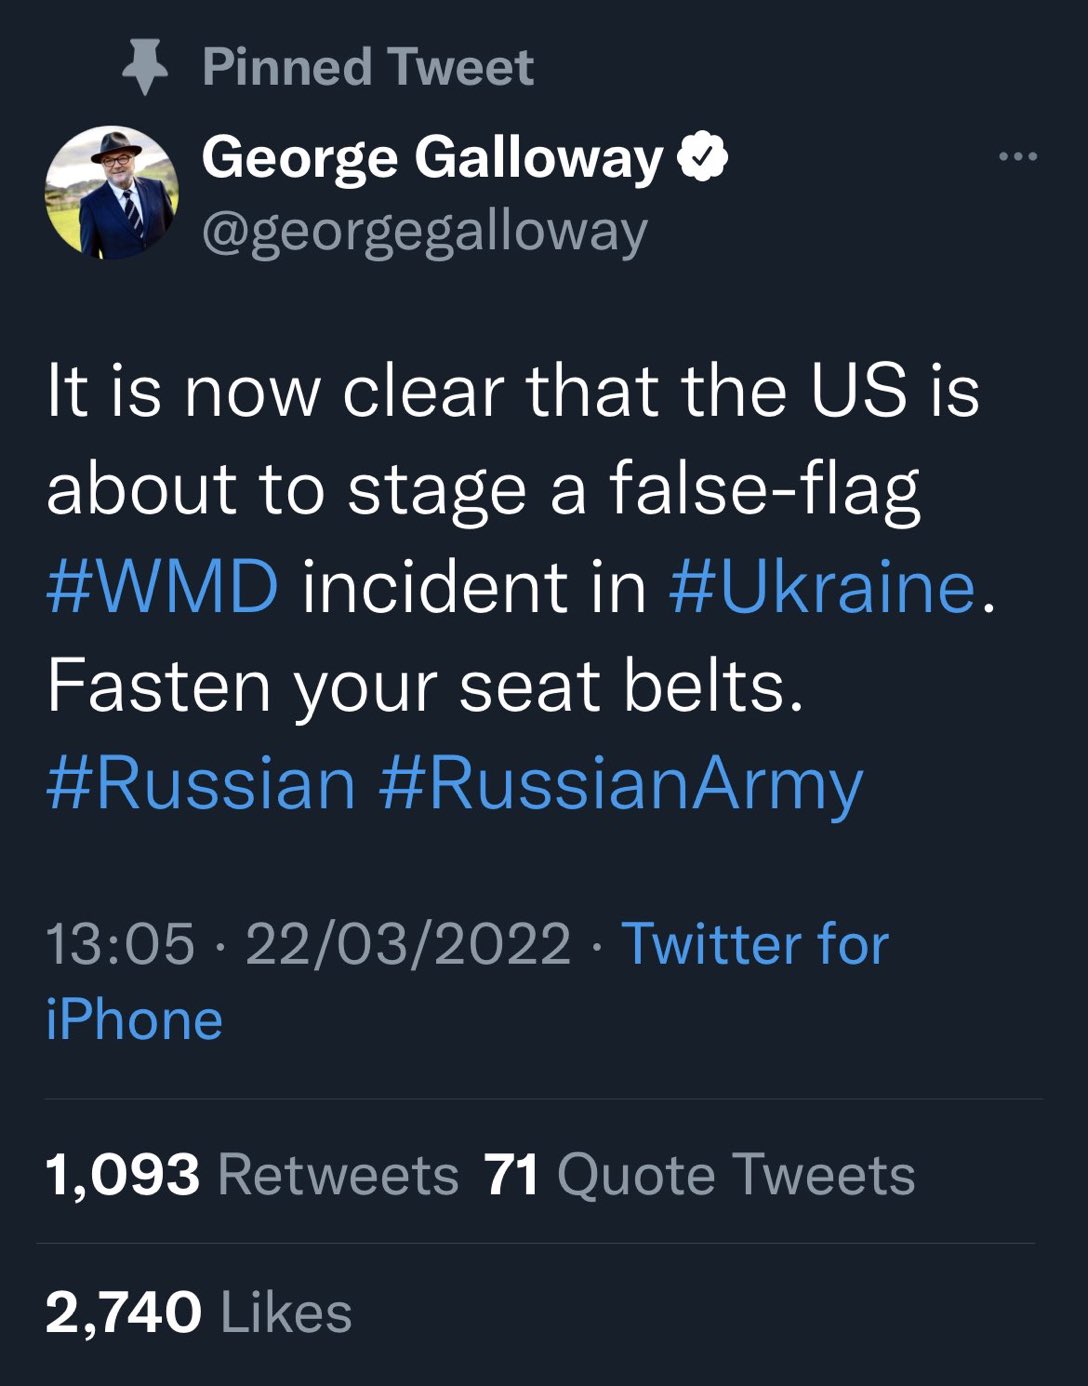 Pinned Tweet
George Galloway
@georgegalloway
It is now clear that the US is
about to stage a false-flag
#WMD incident in #Ukraine.
Fasten your seat belts.
#Russian #RussianArmy
13:05 · 22/03/2022 · Twitter for
iPhone
1,093 Retweets 71 Quote Tweets
2,740 Likes